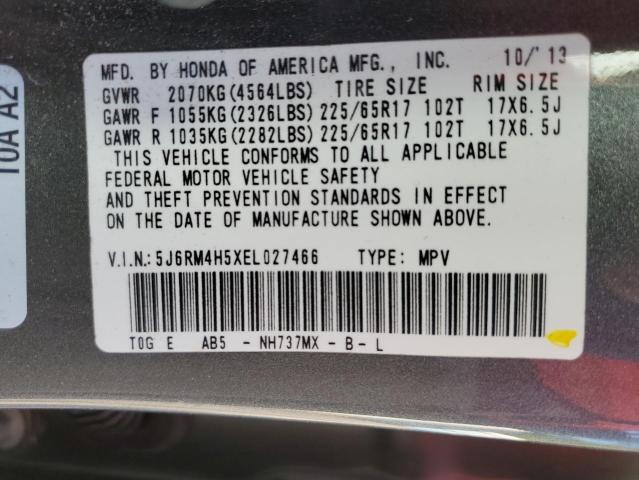 MFD. BY HONDA OF AMERICA MFG., INC. 10/'13
GVWR 2070KG(4564LBS) TIRE SIZE RIM SIZE
GAWR F 1055KG(2326LBS) 225/65R17 102T 17X6.5J
GAWR R 1035KG(2282LBS) 225/65R17 102T 17X6.5J
THIS VEHICLE CONFORMS TO ALL APPLICABLE
FEDERAL MOTOR VEHICLE SAFETY
AND THEFT PREVENTION STANDARDS IN EFFECT
ON THE DATE OF MANUFACTURE SHOWN ABOVE.
V.I.N.: 5J6RM4H5XEL027466 TYPE: MPV
T0G E AB5 - NH737MX - B - L
T0A A2